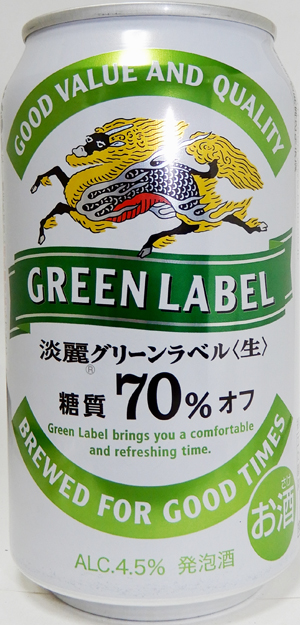 GOOD VALUE AND QUALITY
GREEN LABEL
淡麗グリーンラベル〈生〉
®
糖質 70% オフ
Green Label brings you a comfortable
and refreshing time.
BREWED FOR GOOD TIMES
お酒
ALC.4.5% 発泡酒